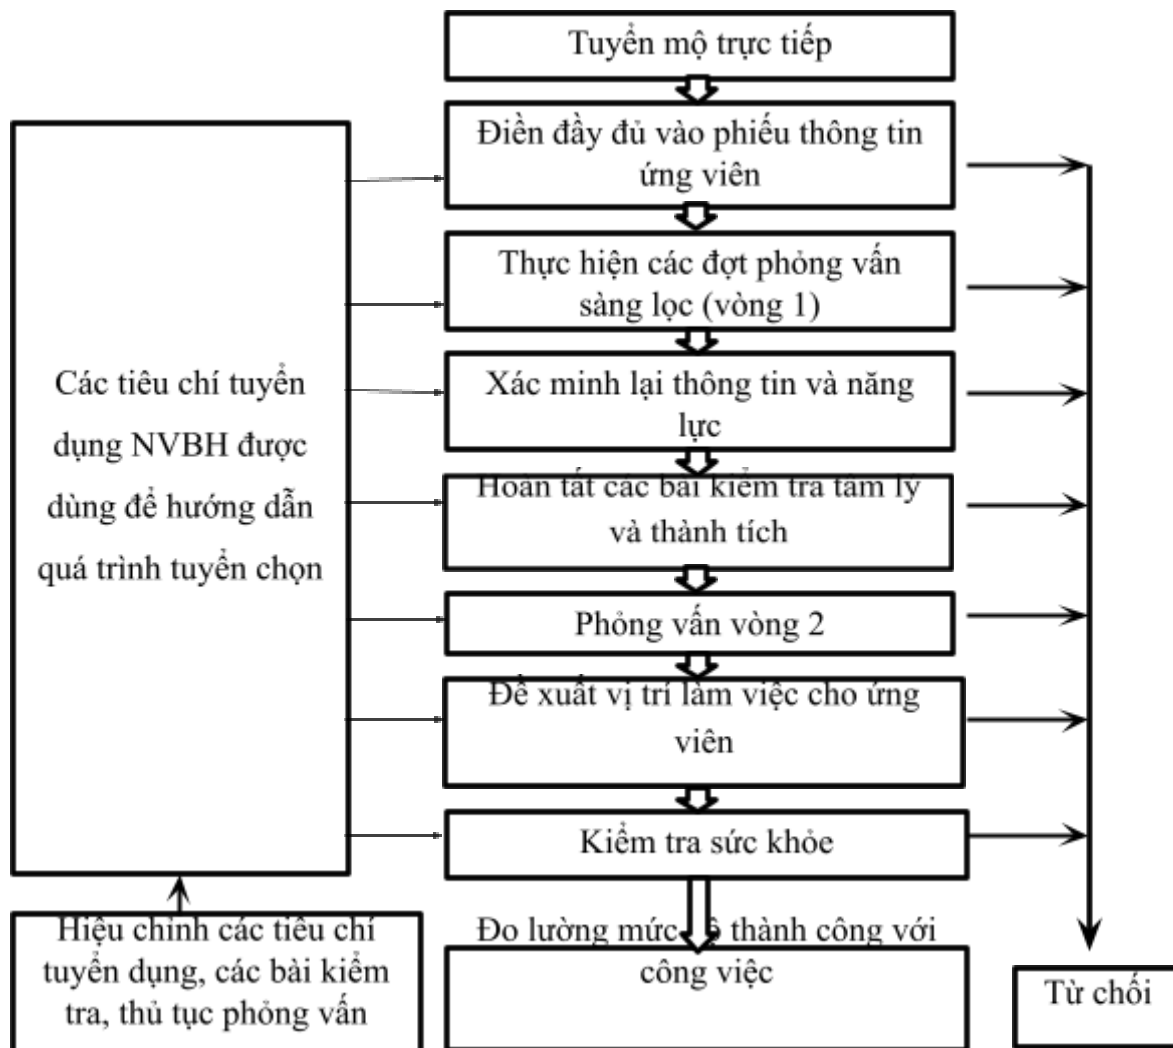 Tuyển mộ trực tiếp
Điền đầy đủ vào phiếu thông tin
ứng viên
Thực hiện các đợt phỏng vấn
sàng lọc (vòng 1)
Xác minh lại thông tin và năng
lực
Hoàn tất các bài kiểm tra tâm lý
và thành tích
Phỏng vấn vòng 2
Đề xuất vị trí làm việc cho ứng
viên
Kiểm tra sức khỏe
Đo lường mức thành công với
công việc
Các tiêu chí tuyển
dụng NVBH được
dùng để hướng dẫn
quá trình tuyển chọn
Hiệu chỉnh các tiêu chí
tuyển dụng, các bài kiểm
tra, thủ tục phỏng vấn
Từ chối